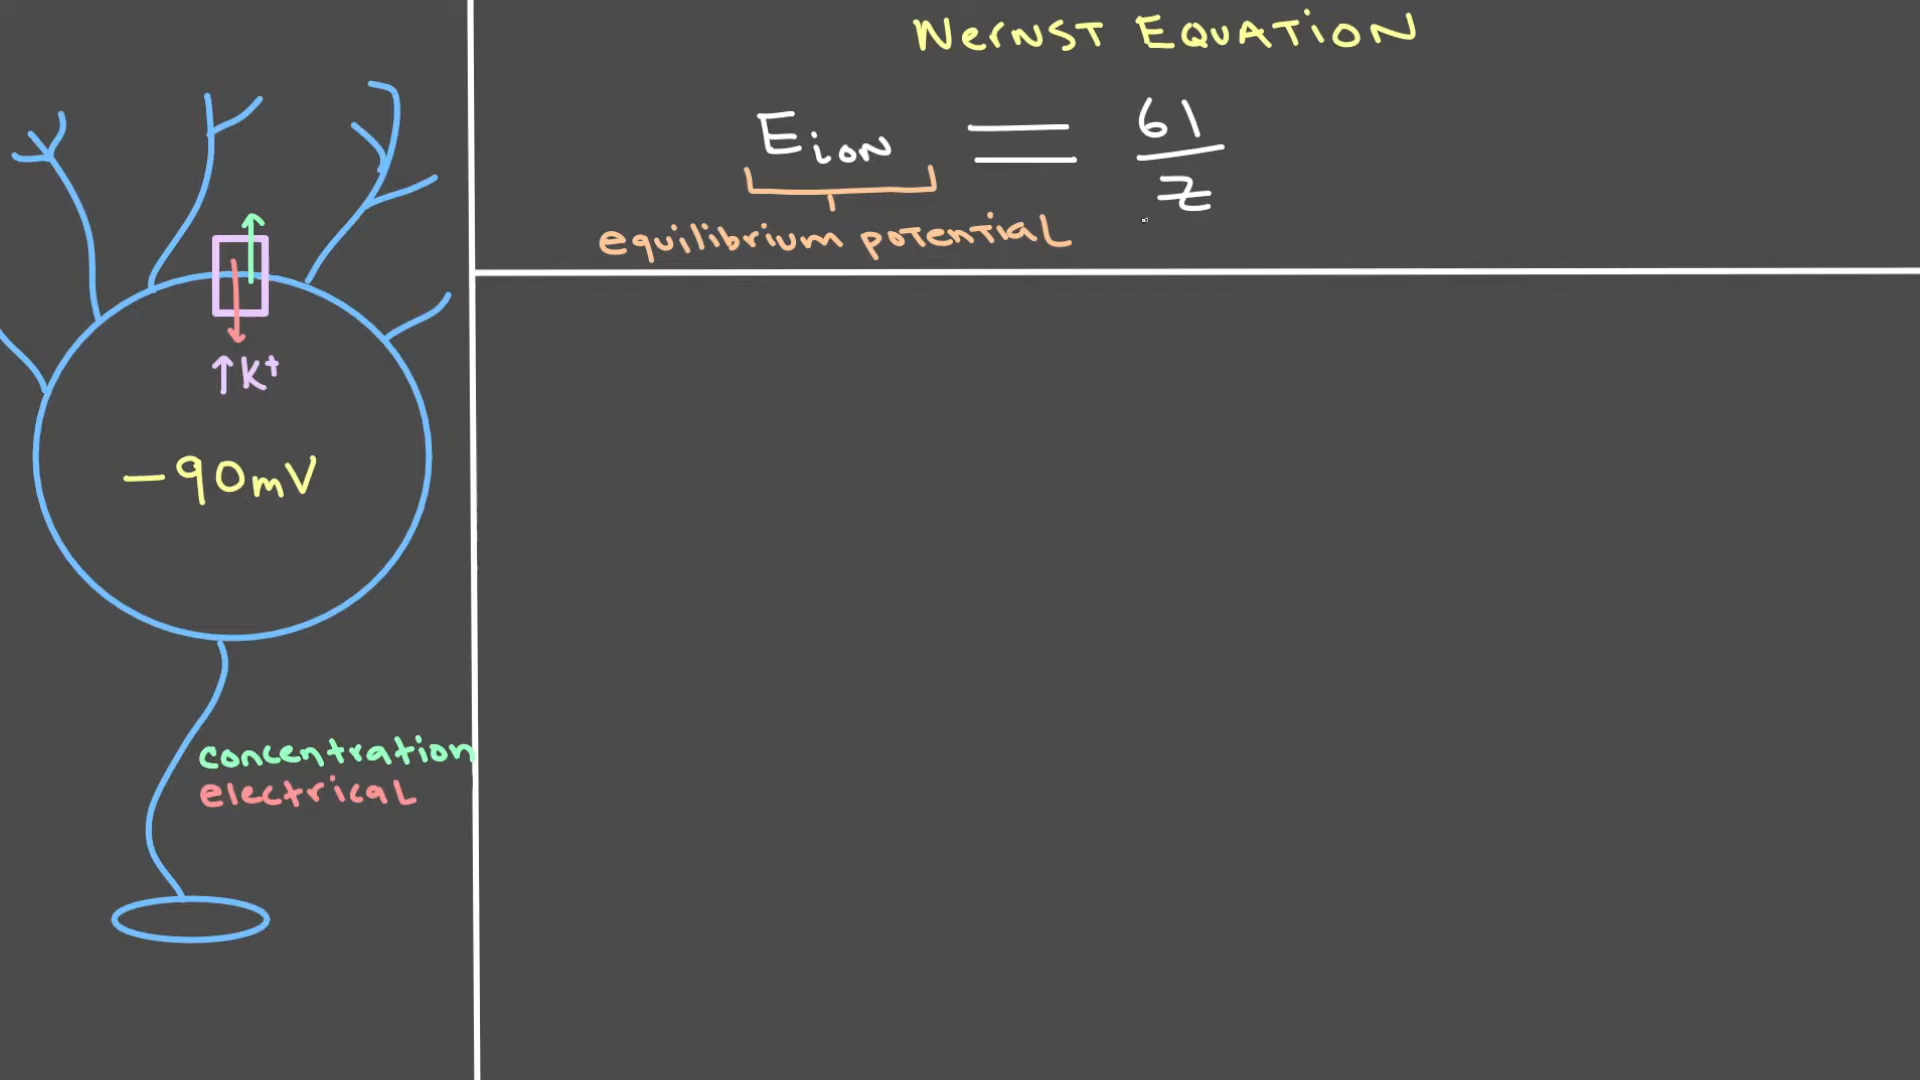 Nernst Equation
Eion = 61/z
equilibrium potential
↑K+
-90mV
concentration
electrical